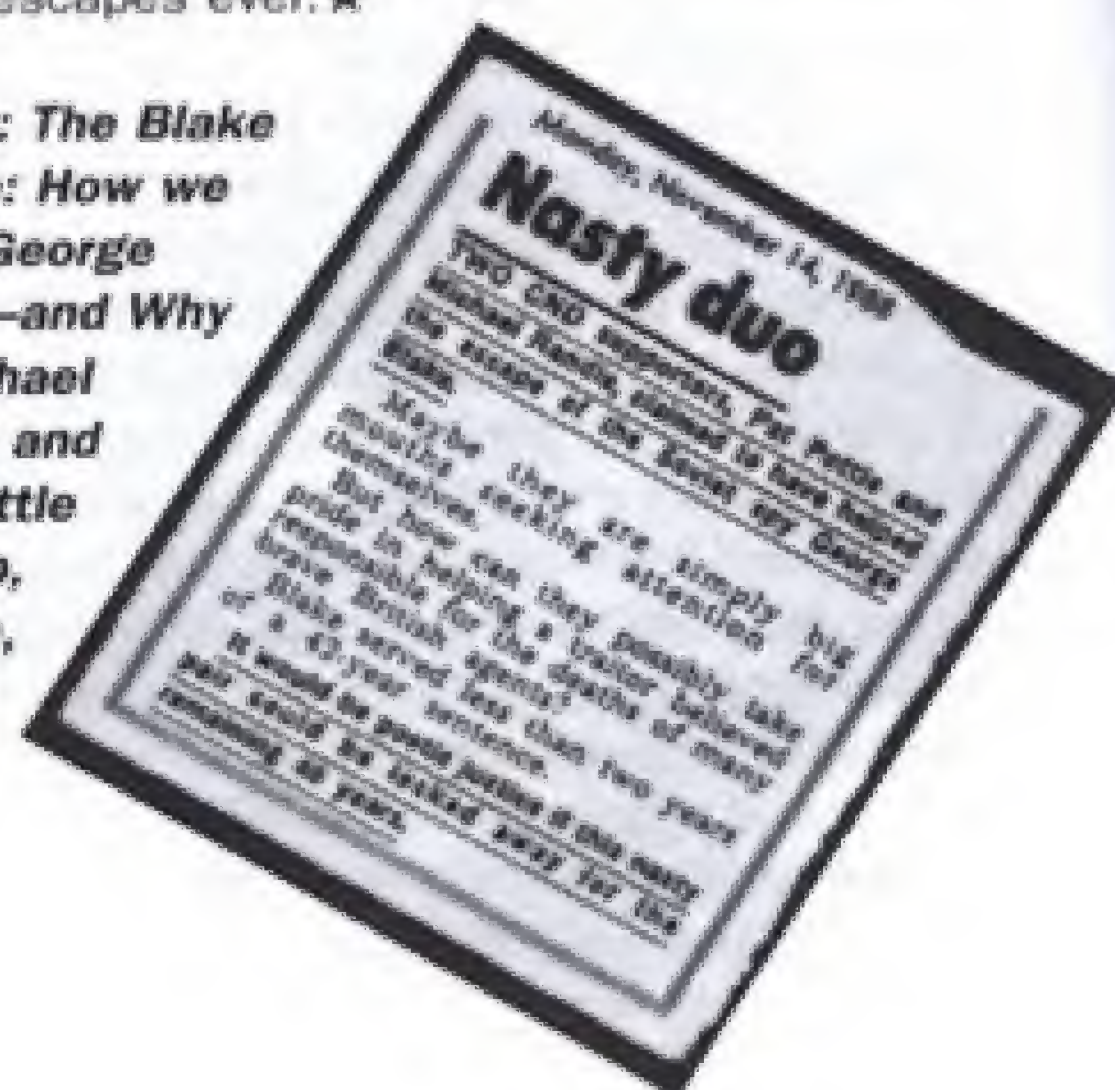 escapes ever.
: The Blake
: How we
George
—and Why
hael
and
ttle
Monday, November 14, 1988
Nasty duo
TWO CND supporters, Pat Pottle and
Michael Randle, claimed to have helped
the escape of the Soviet spy George
Blake.
Maybe they are simply big
mouths seeking attention for
themselves.
But how can they possibly take
pride in helping a traitor believed
responsible for the deaths of many
brave British agents?
Blake served less than two years
of a 42-year sentence.
It would be poetic justice if this nasty
pair could be locked away for the
remaining 40 years.